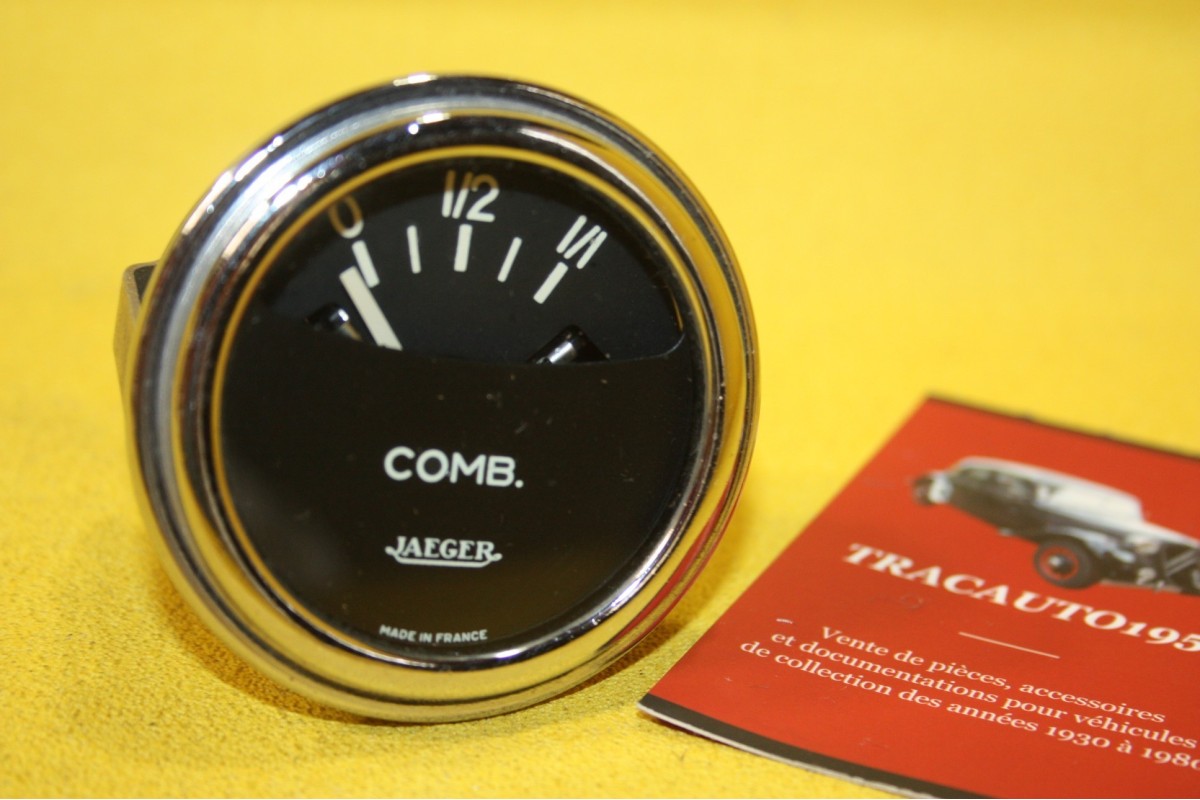 0 1/2 1/1
COMB.
JAEGER
MADE IN FRANCE
TRACAUTO195
Vente de pièces, accessoires
et documentations pour véhicules
de collection des années 1930 à 1980